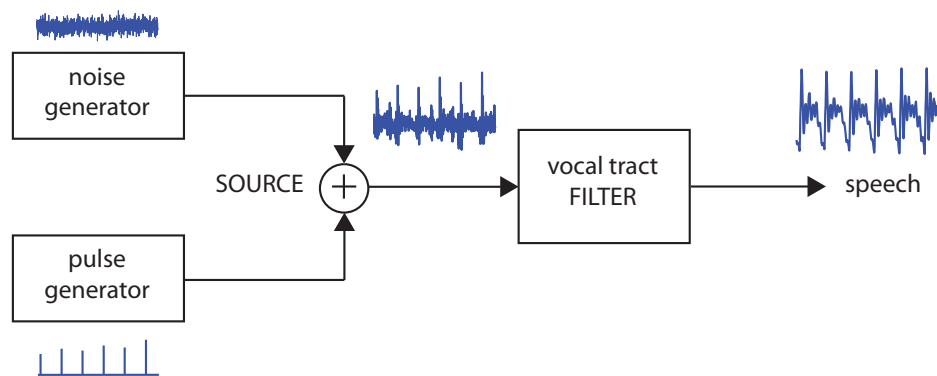 noise
generator
SOURCE
+
vocal tract
FILTER
speech
pulse
generator